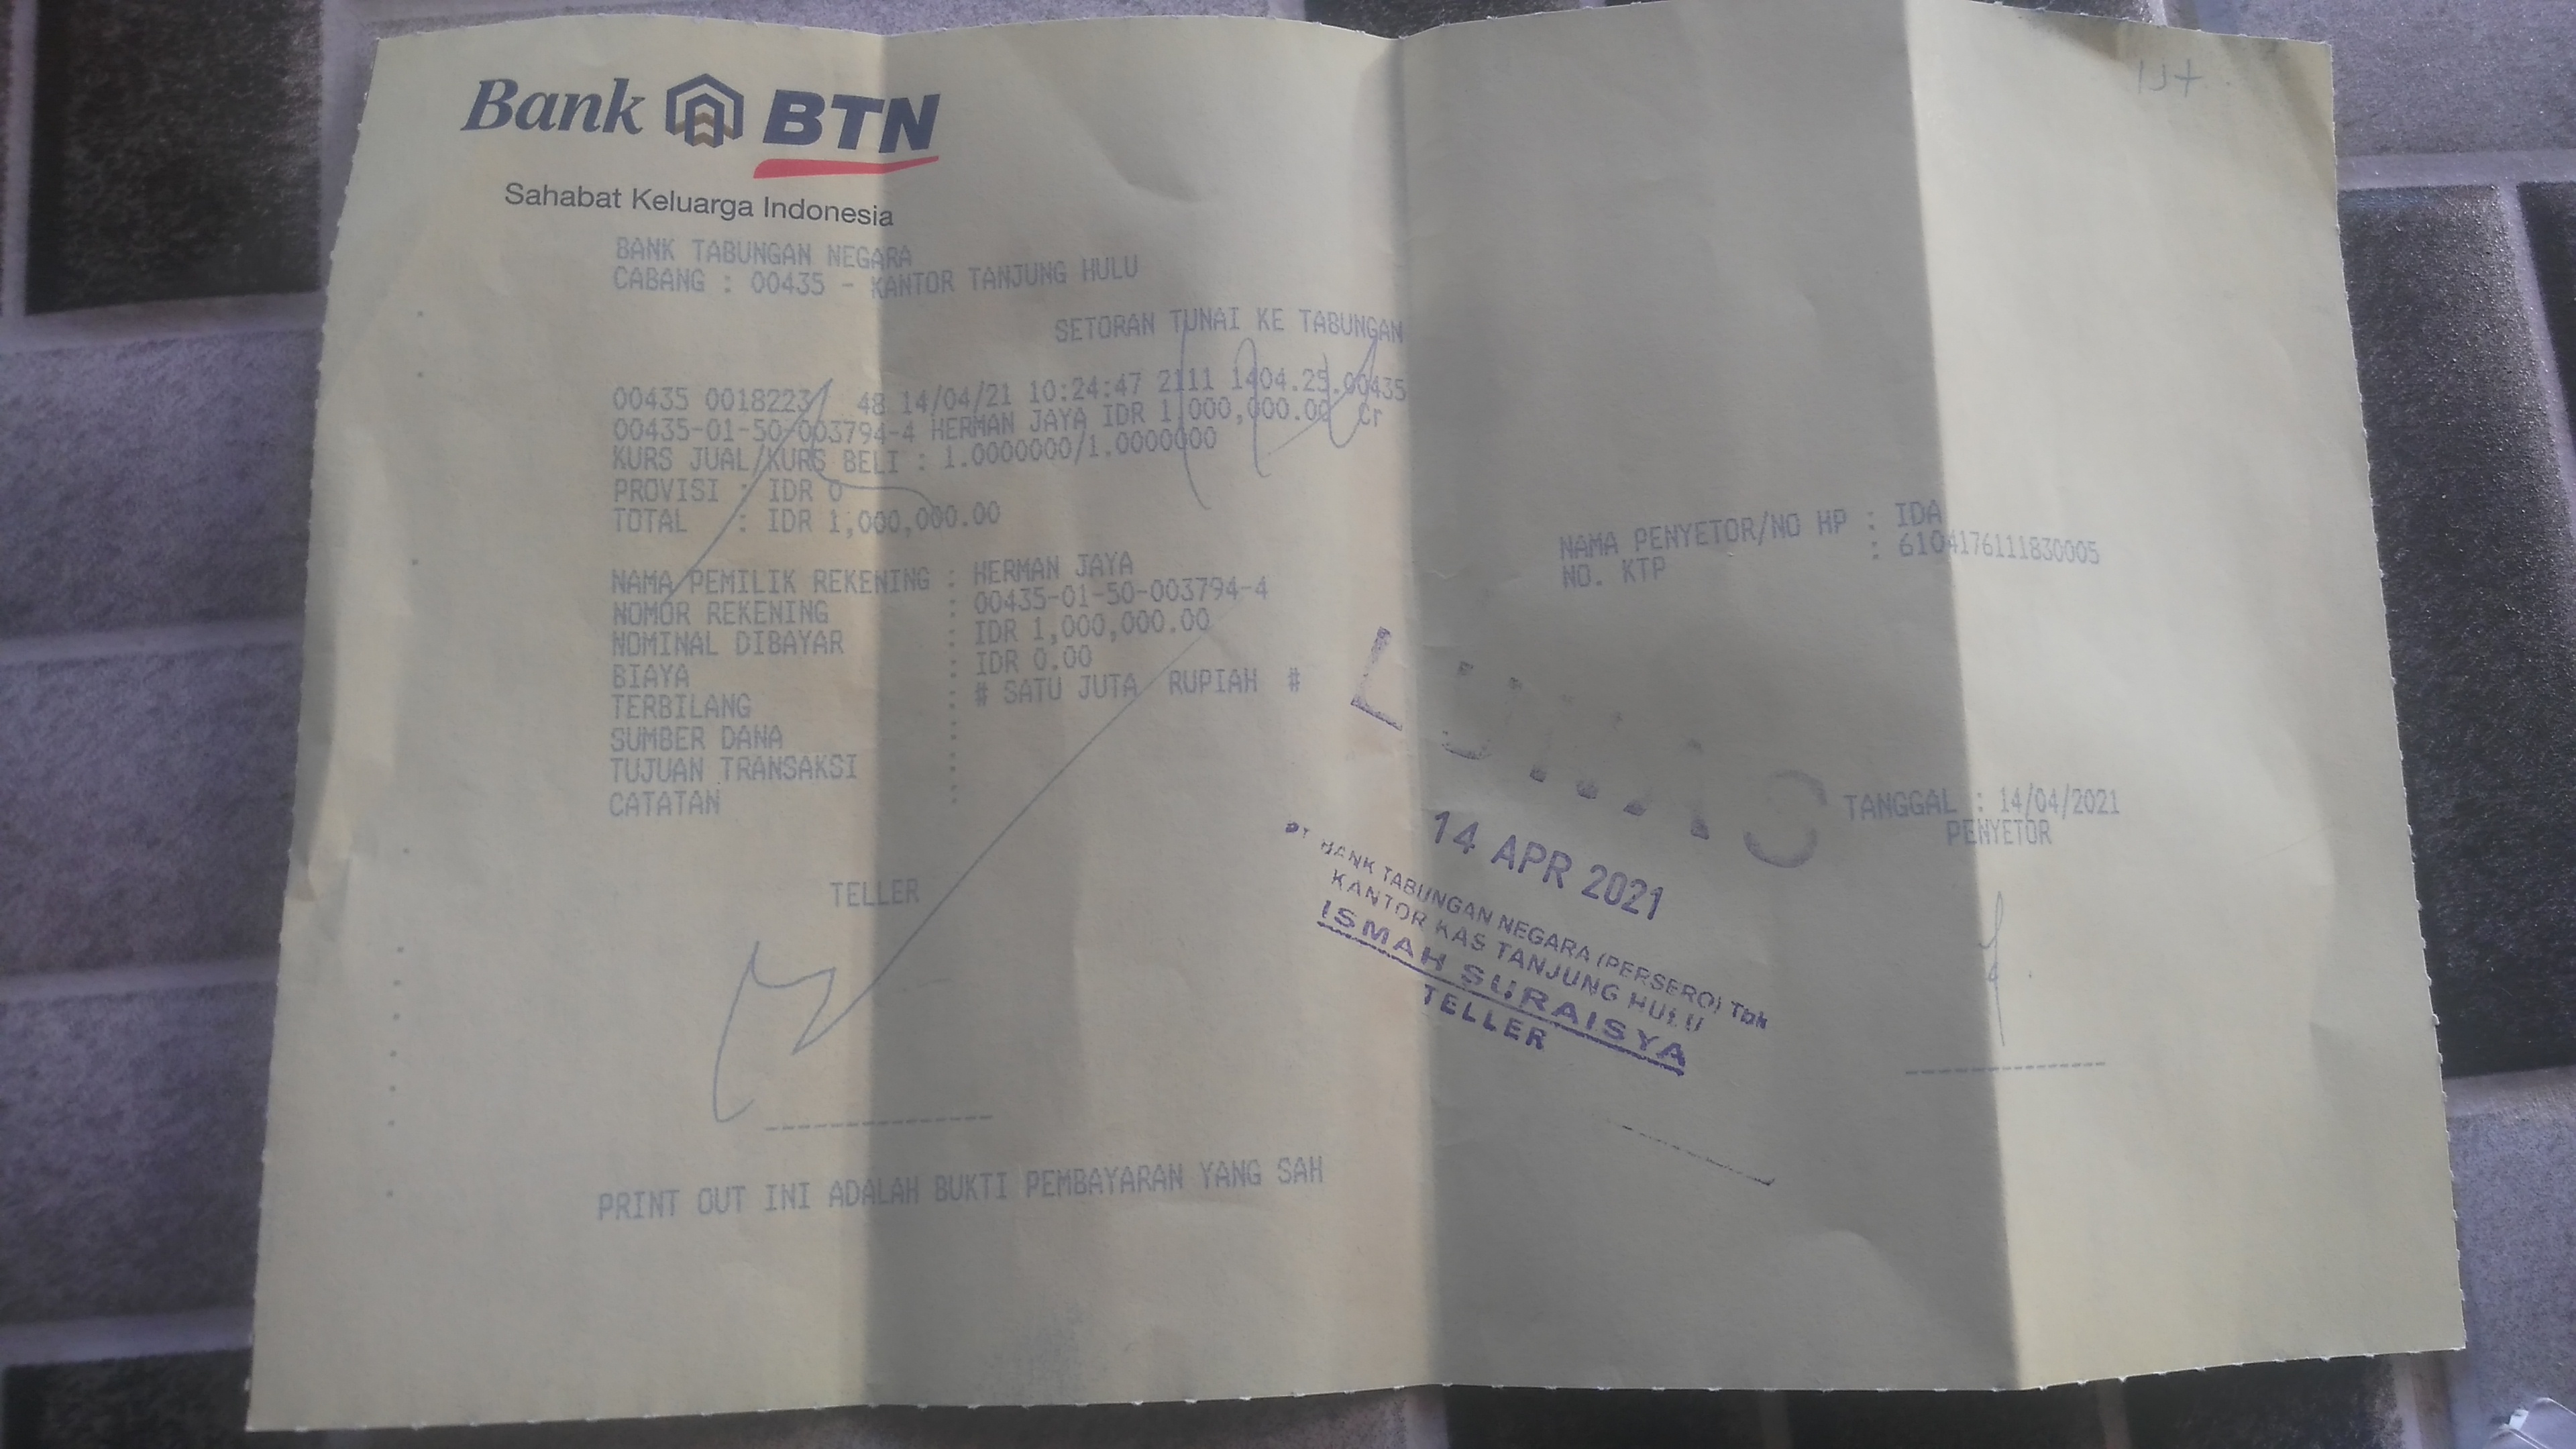 Bank BTN
Sahabat Keluarga Indonesia
BANK TABUNGAN NEGARA
CABANG : 00435 - KANTOR TANJUNG HULU
SETORAN TUNAI KE TABUNGAN
00435 0018223 48 14/04/21 10:24:47 2111 1404.25.00435
00435-01-50-003794-4 HERMAN JAYA IDR 1,000,000.00 Cr
KURS JUAL/KURS BELI : 1.0000000/1.0000000
PROVISI : IDR 0
TOTAL : IDR 1,000,000.00
NAMA PEMILIK REKENING : HERMAN JAYA
NOMOR REKENING : 00435-01-50-003794-4
NOMINAL DIBAYAR : IDR 1,000,000.00
BIAYA : IDR 0.00
TERBILANG : # SATU JUTA RUPIAH #
SUMBER DANA :
TUJUAN TRANSAKSI :
CATATAN :
NAMA PENYETOR/NO HP : IDA
NO. KTP : 6104176111830005
LUNAS
14 APR 2021
PT BANK TABUNGAN NEGARA (PERSERO) Tbk
KANTOR KAS TANJUNG HULU
ISMAH SURAISYA
TELLER
TANGGAL : 14/04/2021
PENYETOR
TELLER
PRINT OUT INI ADALAH BUKTI PEMBAYARAN YANG SAH